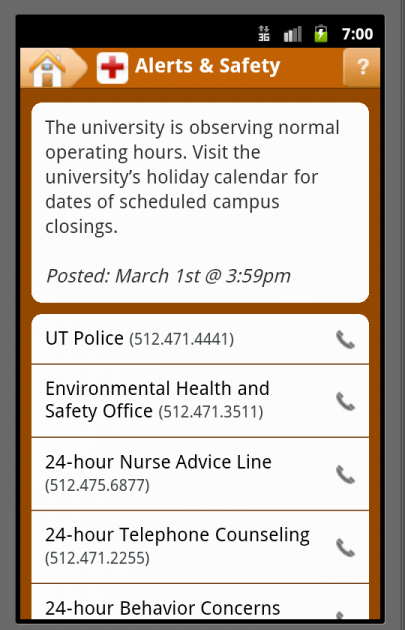 3G
7:00
Alerts & Safety
?
The university is observing normal
operating hours. Visit the
university's holiday calendar for
dates of scheduled campus
closings.
Posted: March 1st @ 3:59pm
UT Police (512.471.4441)
Environmental Health and
Safety Office (512.471.3511)
24-hour Nurse Advice Line
(512.475.6877)
24-hour Telephone Counseling
(512.471.2255)
24-hour Behavior Concerns